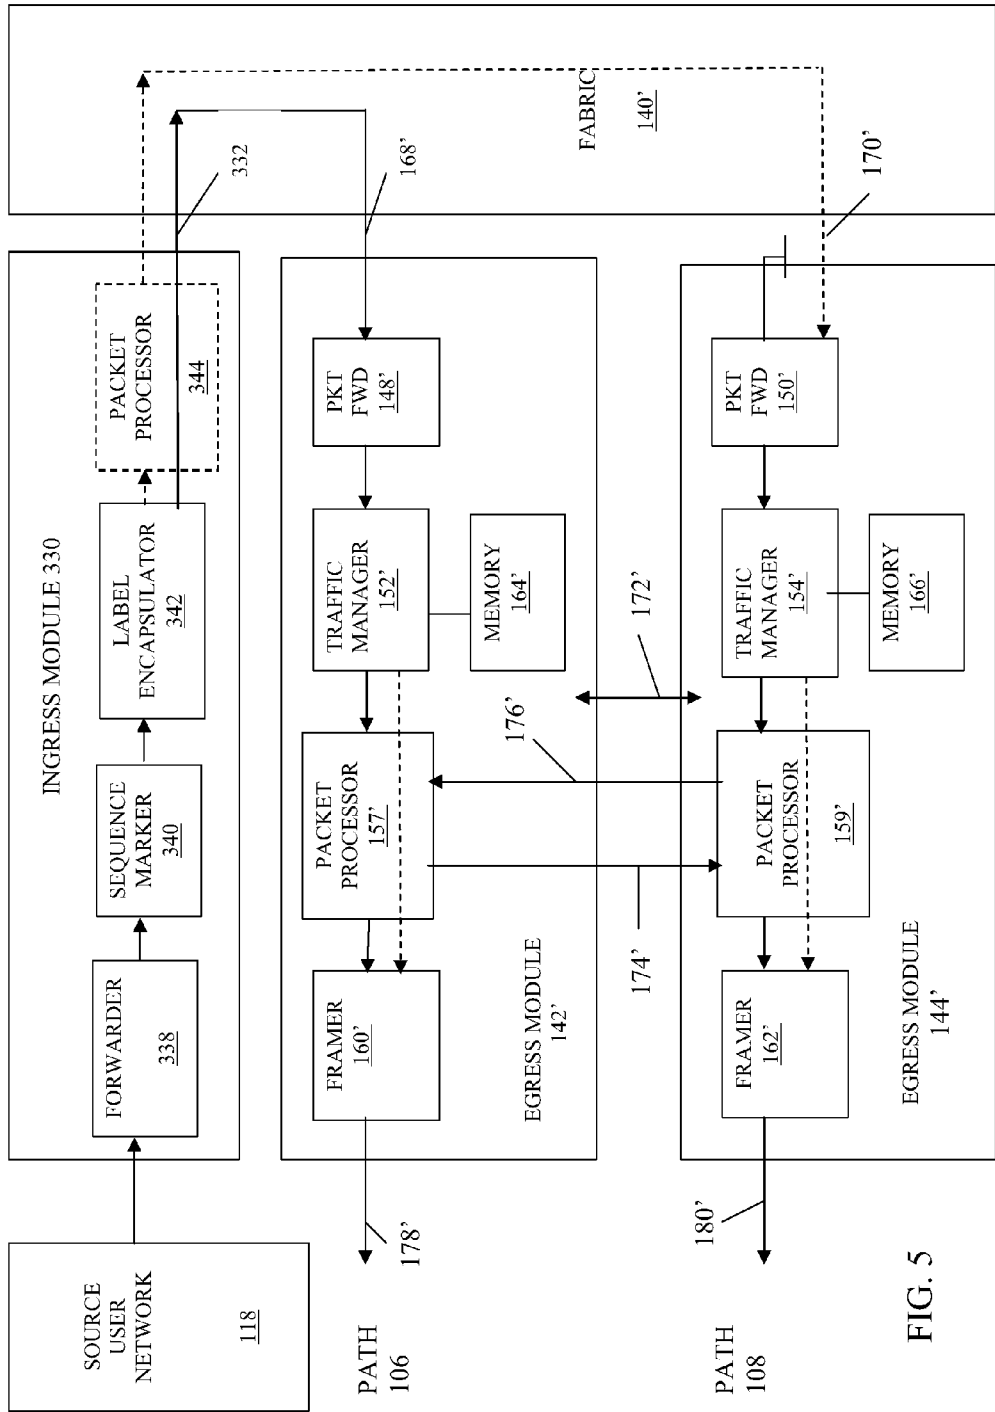 SOURCE
USER
NETWORK
118
INGRESS MODULE 330
FORWARDER
338
SEQUENCE
MARKER
340
LABEL
ENCAPSULATOR
342
PACKET
PROCESSOR
344
332
FABRIC
140’
168’
170’
PATH
106
178’
FRAMER
160’
PACKET
PROCESSOR
157’
TRAFFIC
MANAGER
152’
PKT
FWD
148’
MEMORY
164’
EGRESS MODULE
142’
174’
176’
172’
PATH
108
180’
FRAMER
162’
PACKET
PROCESSOR
159’
TRAFFIC
MANAGER
154’
PKT
FWD
150’
MEMORY
166’
EGRESS MODULE
144’
FIG. 5